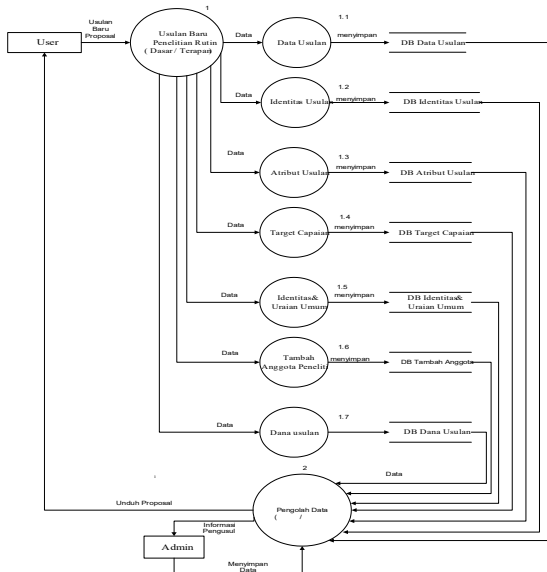 1
Usulan
Baru
Proposal
User
Usulan Baru
Penelitian Rutin
( Dasar / Terapan)
Data
1.1
Data Usulan
menyimpan
DB Data Usulan
1.2
Identitas Usulan
menyimpan
DB Identitas Usulan
Data
1.3
Atribut Usulan
menyimpan
DB Atribut Usulan
Data
1.4
Target Capaian
menyimpan
DB Target Capaian
Data
1.5
Identitas&
Uraian Umum
menyimpan
DB Identitas&
Uraian Umum
Data
1.6
Tambah
Anggota Peneliti
menyimpan
DB Tambah Anggota
Data
1.7
Dana usulan
DB Dana Usulan
Data
2
Data
Pengolah Data
( /
Unduh Proposal
Informasi
Pengusul
Admin
Menyimpan
Data